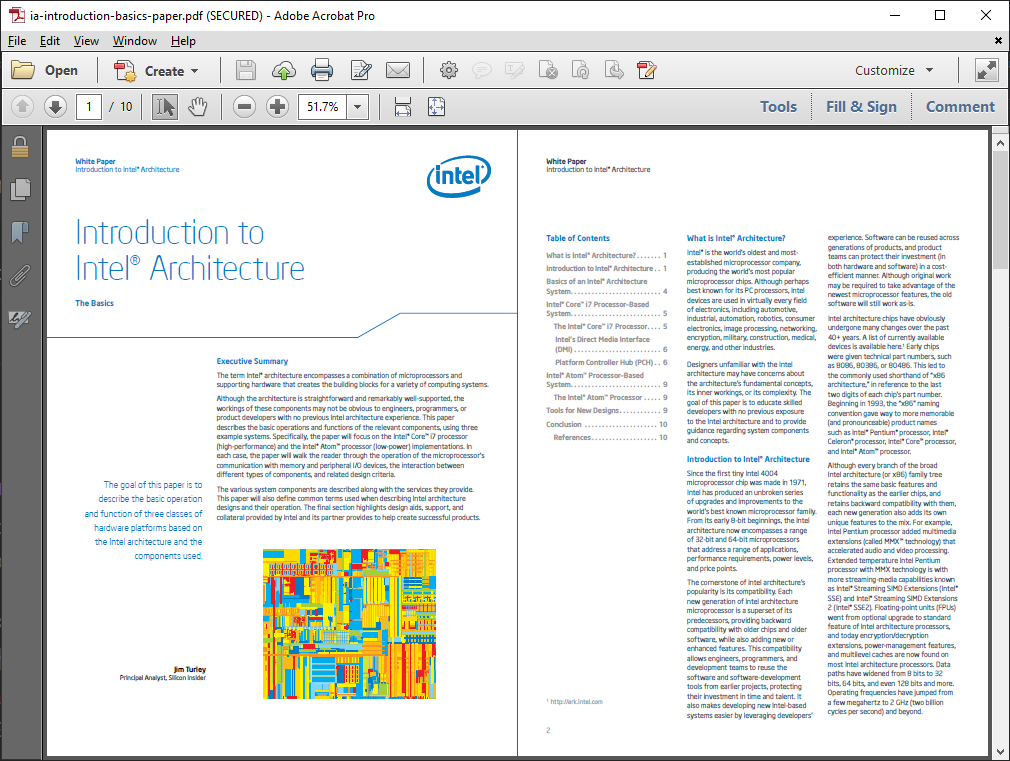 ia-introduction-basics-paper.pdf (SECURED) - Adobe Acrobat Pro
File Edit View Window Help
Open Create Customize
1 / 10 51.7% Tools Fill & Sign Comment
White Paper
Introduction to Intel® Architecture
intel
Introduction to
Intel® Architecture
The Basics
Executive Summary
The term Intel® architecture encompasses a combination of microprocessors and
supporting hardware that creates the building blocks for a variety of computing systems.
Although the architecture is straightforward and remarkably well-supported, the
workings of these components may not be obvious to engineers, programmers, or
product developers with no previous Intel architecture experience. This paper
describes the basic operations and functions of the relevant components, using three
example systems. Specifically, the paper will focus on the Intel® Core™ i7 processor
(high-performance) and the Intel® Atom™ processor (low-power) implementations. In
each case, the paper will walk the reader through the operation of the microprocessor's
communication with memory and peripheral I/O devices, the interaction between
different types of components, and related design criteria.
The various system components are described along with the services they provide.
This paper will also define common terms used when describing Intel architecture
designs and their operation. The final section highlights design aids, support, and
collateral provided by Intel and its partner provides to help create successful products.
The goal of this paper is to
describe the basic operation
and function of three classes of
hardware platforms based on
the Intel architecture and the
components used.
Jim Turley
Principal Analyst, Silicon Insider
White Paper
Introduction to Intel® Architecture
Table of Contents
What is Intel® Architecture?. . . . . . . 1
Introduction to Intel® Architecture . . 1
Basics of an Intel® Architecture
System. . . . . . . . . . . . . . . . . . . . . . 4
Intel® Core™ i7 Processor-Based
System. . . . . . . . . . . . . . . . . . . . . . 5
The Intel® Core™ i7 Processor. . . . 5
Intel's Direct Media Interface
(DMI) . . . . . . . . . . . . . . . . . . . . . . 6
Platform Controller Hub (PCH) . . 6
Intel® Atom™ Processor-Based
System. . . . . . . . . . . . . . . . . . . . . . 9
The Intel® Atom™ Processor . . . . . 9
Tools for New Designs. . . . . . . . . . . 9
Conclusion . . . . . . . . . . . . . . . . . . 10
References. . . . . . . . . . . . . . . . . 10
What is Intel® Architecture?
Intel® is the world's oldest and most-
established microprocessor company,
producing the world's most popular
microprocessor chips. Although perhaps
best known for its PC processors, Intel
devices are used in virtually every field
of electronics, including automotive,
industrial, automation, robotics, consumer
electronics, image processing, networking,
encryption, military, construction, medical,
energy, and other industries.
Designers unfamiliar with the Intel
architecture may have concerns about
the architecture's fundamental concepts,
its inner workings, or its complexity. The
goal of this paper is to educate skilled
developers with no previous exposure
to the Intel architecture and to provide
guidance regarding system components
and concepts.
Introduction to Intel® Architecture
Since the first tiny Intel 4004
microprocessor chip was made in 1971,
Intel has produced an unbroken series
of upgrades and improvements to the
world's best known microprocessor family.
From its early 8-bit beginnings, the Intel
architecture now encompasses a range
of 32-bit and 64-bit microprocessors
that address a range of applications,
performance requirements, power levels,
and price points.
The cornerstone of Intel architecture's
popularity is its compatibility. Each
new generation of Intel architecture
microprocessor is a superset of its
predecessors, providing backward
compatibility with older chips and older
software, while also adding new or
enhanced features. This compatibility
allows engineers, programmers, and
development teams to reuse the
software and software-development
tools from earlier projects, protecting
their investment in time and talent. It
also makes developing new Intel-based
systems easier by leveraging developers'
experience. Software can be reused across
generations of products, and product
teams can protect their investment (in
both hardware and software) in a cost-
efficient manner. Although original work
may be required to take advantage of the
newest microprocessor features, the old
software will still work as-is.
Intel architecture chips have obviously
undergone many changes over the past
40+ years. A list of currently available
devices is available here.¹ Early chips
were given technical part numbers, such
as 8086, 80386, or 80486. This led to
the commonly used shorthand of "x86
architecture," in reference to the last
two digits of each chip's part number.
Beginning in 1993, the "x86" naming
convention gave way to more memorable
(and pronounceable) product names
such as Intel® Pentium® processor, Intel®
Celeron® processor, Intel® Core™ processor,
and Intel® Atom™ processor.
Although every branch of the broad
Intel architecture (or x86) family tree
retains the same basic features and
functionality as the earlier chips, and
retains backward compatibility with them,
each new generation also adds its own
unique features to the mix. For example,
Intel Pentium processor added multimedia
extensions (called MMX™ technology) that
accelerated audio and video processing.
Extended temperature Intel Pentium
processor with MMX technology is with
more streaming-media capabilities known
as Intel® Streaming SIMD Extensions (Intel®
SSE) and Intel® Streaming SIMD Extensions
2 (Intel® SSE2). Floating-point units (FPUs)
went from optional upgrade to standard
feature of Intel architecture processors,
and today encryption/decryption
extensions, power-management features,
and multilevel caches are now found on
most Intel architecture processors. Data
paths have widened from 8 bits to 32
bits, 64 bits, and even 128 bits and more.
Operating frequencies have jumped from
a few megahertz to 2 GHz (two billion
cycles per second) and beyond.
¹ http://ark.intel.com
2